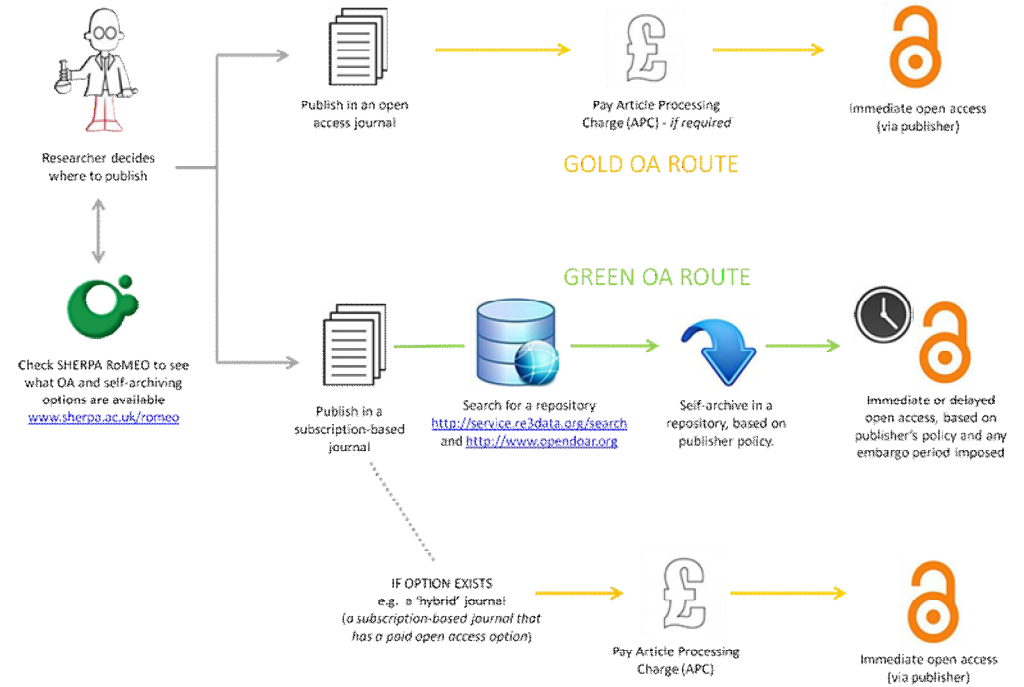 Researcher decides
where to publish
Check SHERPA RoMEO to see
what OA and self-archiving
options are available
www.sherpa.ac.uk/romeo
Publish in an open
access journal
Pay Article Processing
Charge (APC) - if required
Immediate open access
(via publisher)
GOLD OA ROUTE
GREEN OA ROUTE
Publish in a
subscription-based
journal
Search for a repository
http://service.re3data.org/search
and http://www.opendoar.org
Self-archive in a
repository, based on
publisher policy.
Immediate or delayed
open access, based on
publisher's policy and any
embargo period imposed
IF OPTION EXISTS
e.g. a 'hybrid' journal
(a subscription-based journal that
has a paid open access option)
£
Pay Article Processing
Charge (APC)
Immediate open access
(via publisher)